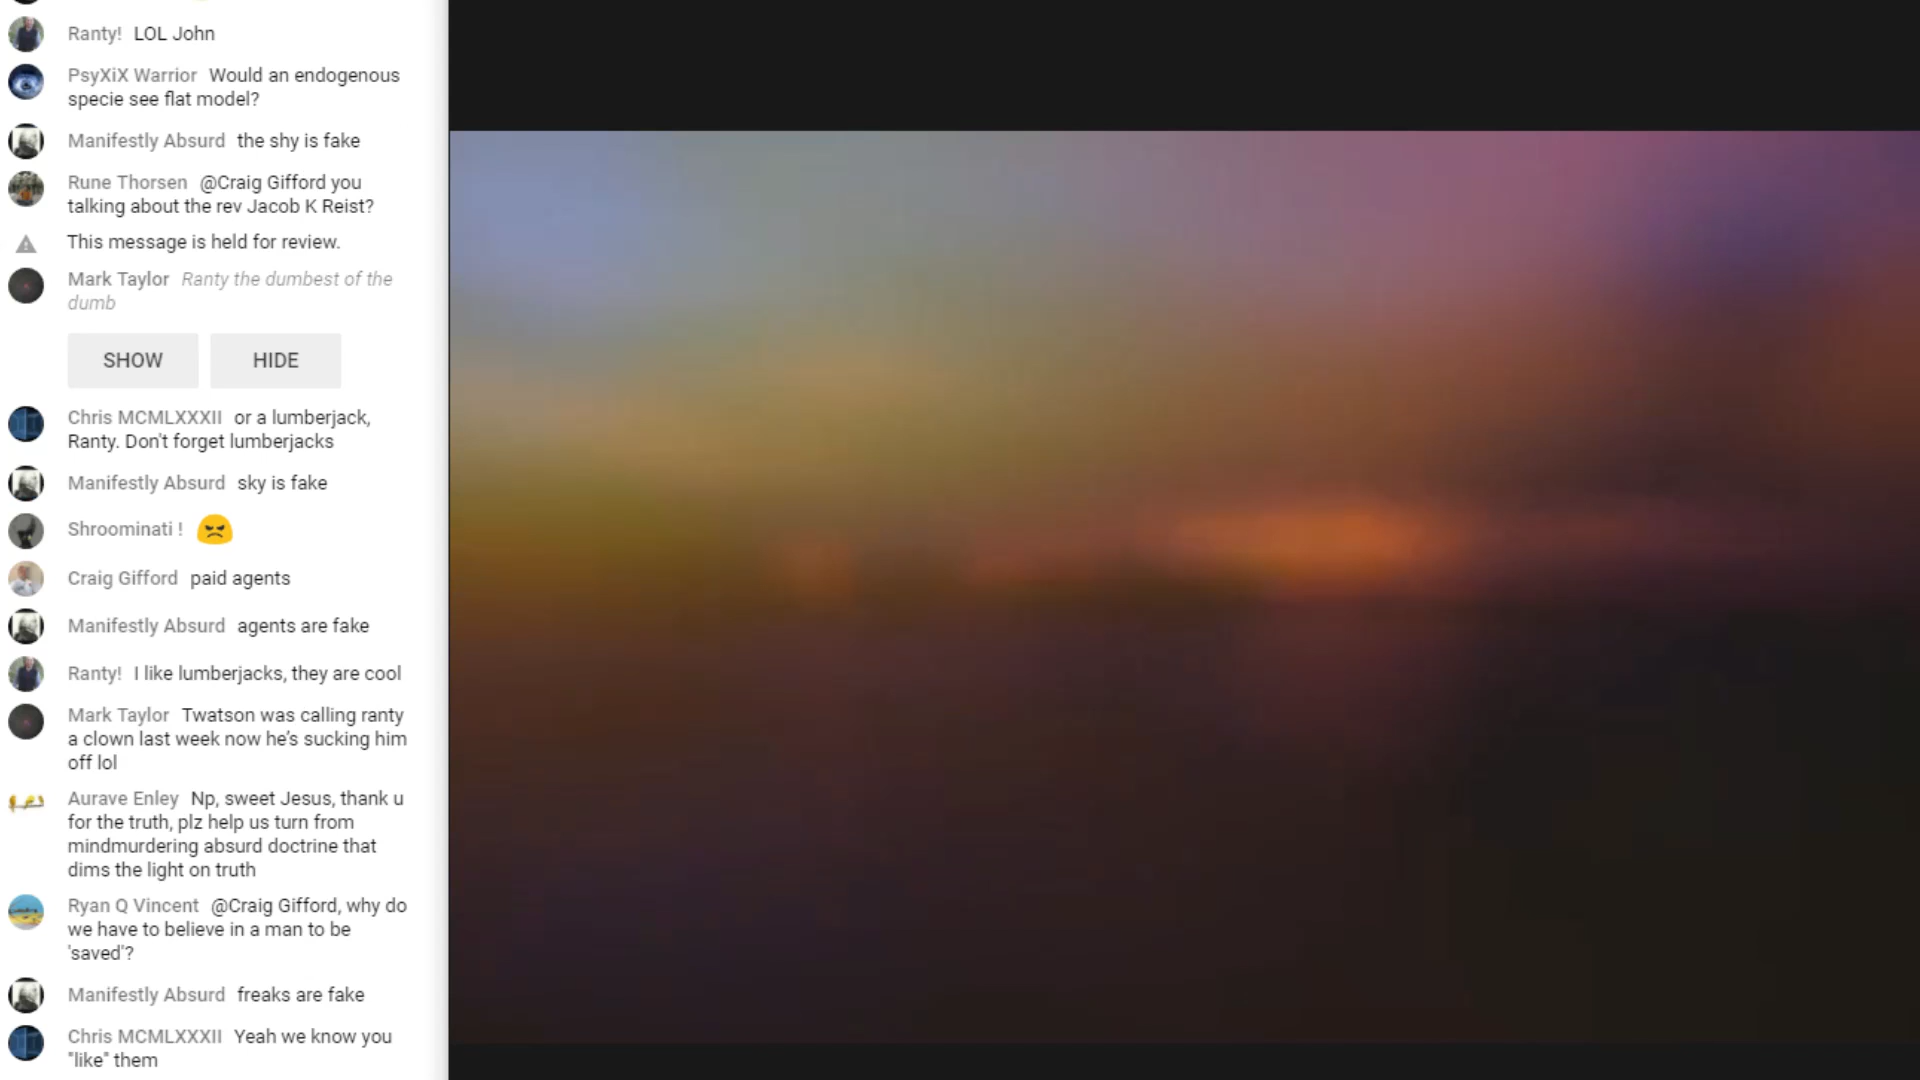 Ranty! LOL John
PsyXiX Warrior Would an endogenous
specie see flat model?
Manifestly Absurd the shy is fake
Rune Thorsen @Craig Gifford you
talking about the rev Jacob K Reist?
This message is held for review.
Mark Taylor Ranty the dumbest of the
dumb
SHOW HIDE
Chris MCMLXXXII or a lumberjack,
Ranty. Don't forget lumberjacks
Manifestly Absurd sky is fake
Shroominati !
Craig Gifford paid agents
Manifestly Absurd agents are fake
Ranty! I like lumberjacks, they are cool
Mark Taylor Twatson was calling ranty
a clown last week now he's sucking him
off lol
Aurave Enley Np, sweet Jesus, thank u
for the truth, plz help us turn from
mindmurdering absurd doctrine that
dims the light on truth
Ryan Q Vincent @Craig Gifford, why do
we have to believe in a man to be
'saved'?
Manifestly Absurd freaks are fake
Chris MCMLXXXII Yeah we know you
"like" them